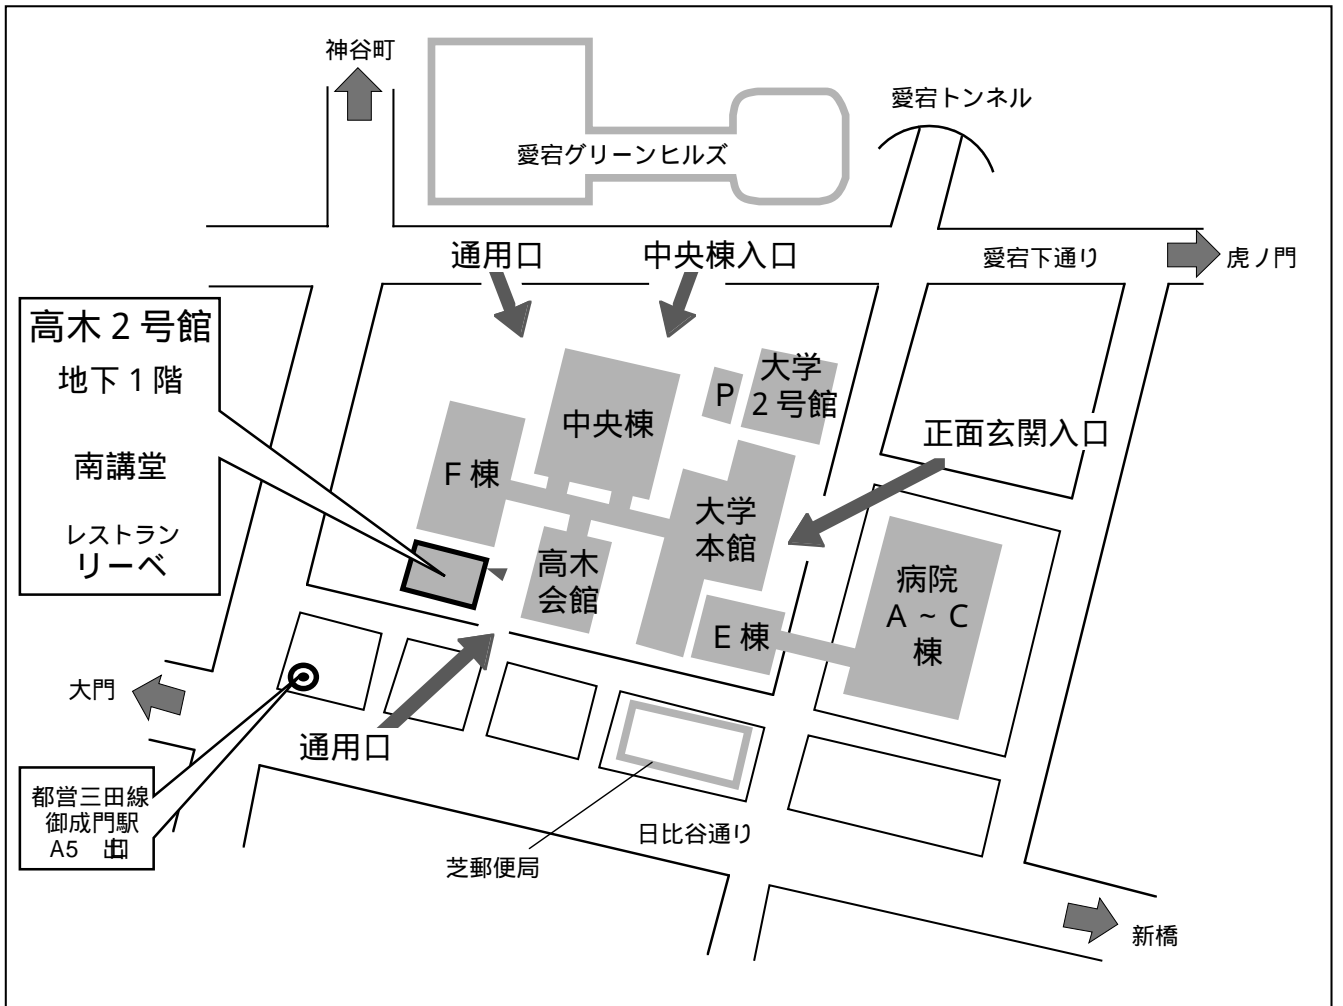 神谷町
愛宕トンネル
愛宕グリーンヒルズ
通用口
中央棟入口
愛宕下通り
虎ノ門
高木2号館
地下1階
南講堂
レストラン
リーベ
中央棟
P
大学
2号館
正面玄関入口
F棟
大学
本館
高木
会館
病院
A~C
棟
E棟
大門
通用口
都営三田線
御成門駅
A5 出口
日比谷通り
芝郵便局
新橋